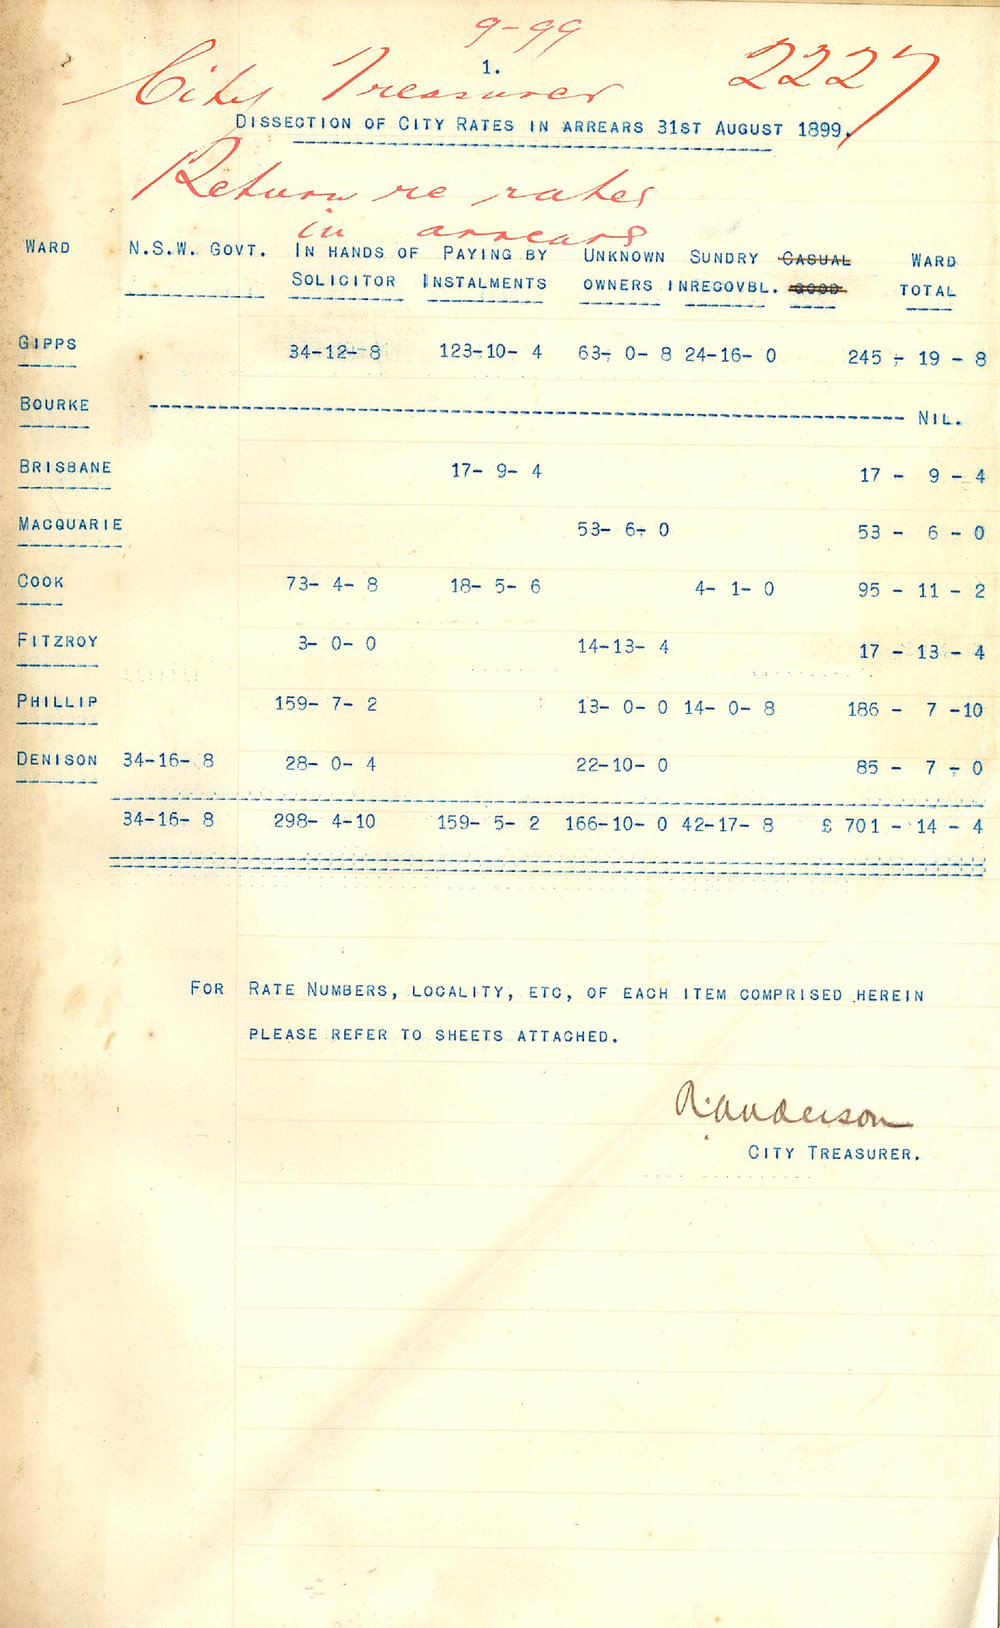 9-99
1.
City Treasurer 2227
DISSECTION OF CITY RATES IN ARREARS 31ST AUGUST 1899.
Return re rates
in arrears
WARD N.S.W. GOVT. IN HANDS OF PAYING BY UNKNOWN SUNDRY CASUAL WARD
SOLICITOR INSTALMENTS OWNERS INRECOVBL. GOOD TOTAL
GIPPS 34-12-8 123-10-4 63-0-8 24-16-0 245-19-8
BOURKE NIL.
BRISBANE 17-9-4 17-9-4
MACQUARIE 53-6-0 53-6-0
COOK 73-4-8 18-5-6 4-1-0 95-11-2
FITZROY 3-0-0 14-13-4 17-13-4
PHILLIP 159-7-2 13-0-0 14-0-8 186-7-10
DENISON 34-16-8 28-0-4 22-10-0 85-7-0
34-16-8 298-4-10 159-5-2 166-10-0 42-17-8 £ 701-14-4
FOR RATE NUMBERS, LOCALITY, ETC, OF EACH ITEM COMPRISED HEREIN
PLEASE REFER TO SHEETS ATTACHED.
R. Anderson
CITY TREASURER.